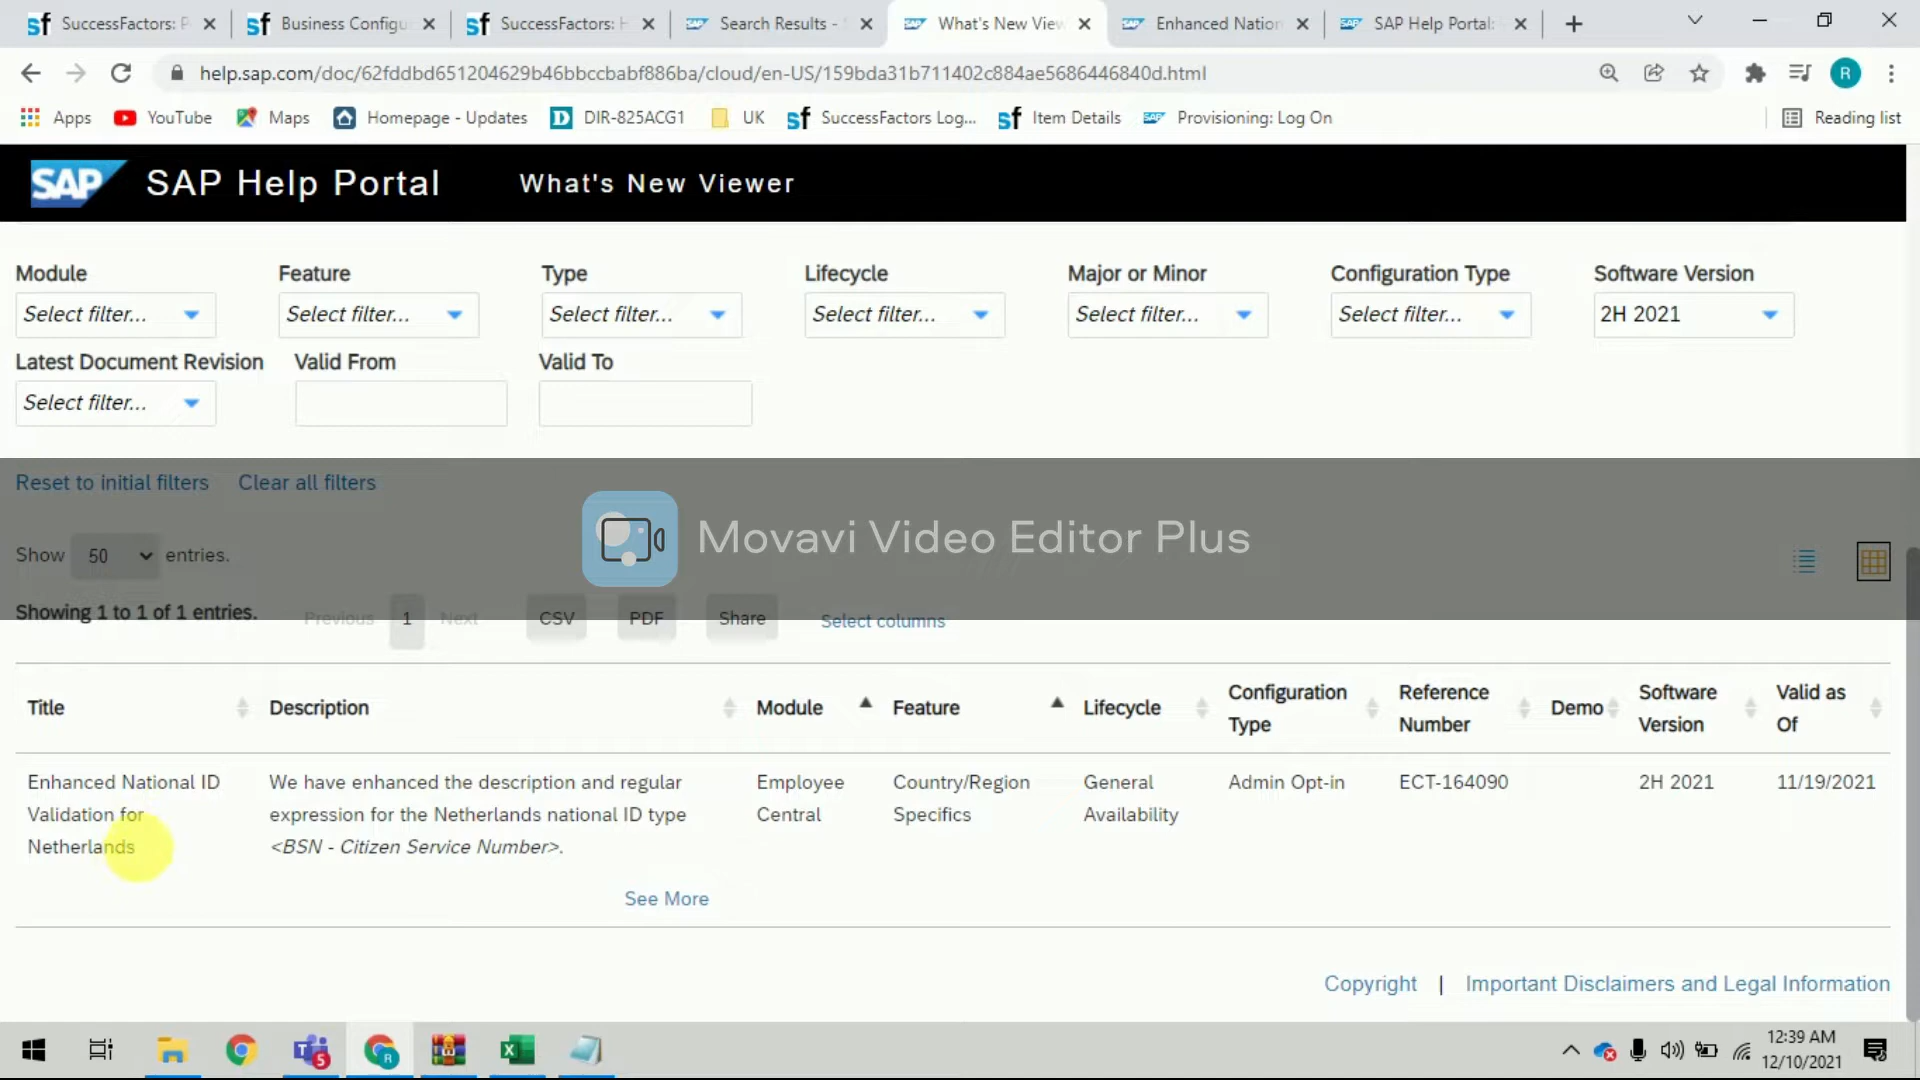 SuccessFactors: P
Business Configu
SuccessFactors: H
Search Results -
What's New View
Enhanced Nation
SAP Help Portal:
help.sap.com/doc/62fddbd651204629b46bbccbabf886ba/cloud/en-US/159bda31b711402c884ae5686446840d.html
R
Apps
YouTube
Maps
Homepage - Updates
DIR-825ACG1
UK
SuccessFactors Log...
Item Details
Provisioning: Log On
Reading list
SAP SAP Help Portal What's New Viewer
Module Feature Type Lifecycle Major or Minor Configuration Type Software Version
Select filter... Select filter... Select filter... Select filter... Select filter... Select filter... 2H 2021
Latest Document Revision Valid From Valid To
Select filter...
Reset to initial filters Clear all filters
Movavi Video Editor Plus
Show 50 entries.
Showing 1 to 1 of 1 entries. Previous 1 Next CSV PDF Share Select columns
Title Description Module Feature Lifecycle Configuration Type Reference Number Demo Software Version Valid as Of
Enhanced National ID
Validation for
Netherlands
We have enhanced the description and regular
expression for the Netherlands national ID type
<BSN - Citizen Service Number>.
See More
Employee
Central
Country/Region
Specifics
General
Availability
Admin Opt-in
ECT-164090
2H 2021
11/19/2021
Copyright | Important Disclaimers and Legal Information
5
R
12:39 AM
12/10/2021